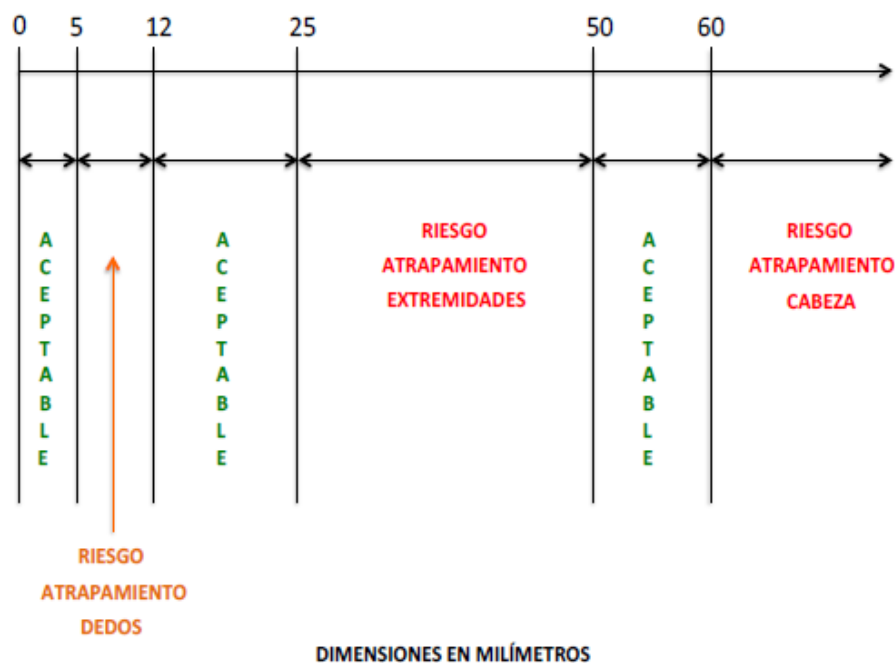 0 5 12 25 50 60
A
C
E
P
T
A
B
L
E
A
C
E
P
T
A
B
L
E
RIESGO
ATRAPAMIENTO
EXTREMIDADES
A
C
E
P
T
A
B
L
E
RIESGO
ATRAPAMIENTO
CABEZA
RIESGO
ATRAPAMIENTO
DEDOS
DIMENSIONES EN MILÍMETROS